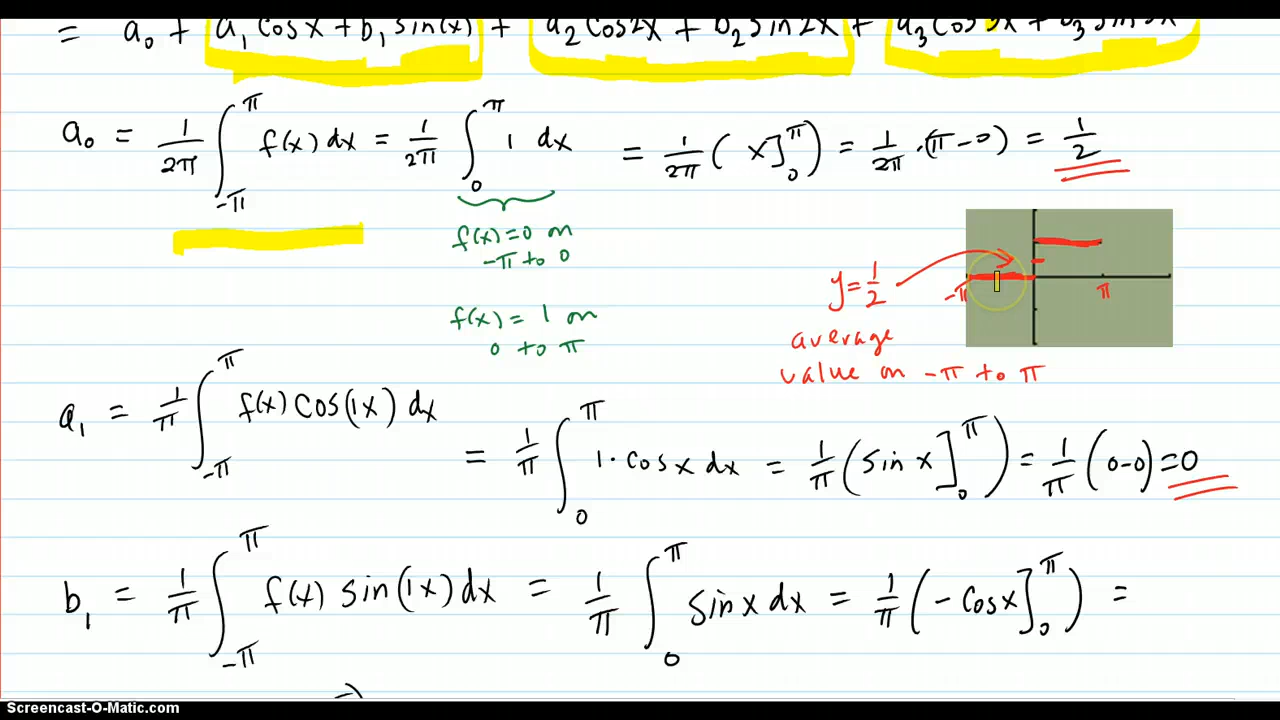 = a₀ + a₁ cos x + b₁ sin(x) + a₂ cos2x + b₂ sin 2x + a₃ cos 3x + b₃ sin 3x
a₀ = 1/2π ∫_{-π}^{π} f(x) dx = 1/2π ∫_0^π 1 dx = 1/2π ( x]_0^π ) = 1/2π · (π - 0) = 1/2
f(x) = 0 on
-π to 0
f(x) = 1 on
0 to π
y = 1/2
average
value on -π to π
-π
π
a₁ = 1/π ∫_{-π}^{π} f(x) cos(1x) dx = 1/π ∫_0^π 1 · cos x dx = 1/π ( sin x]_0^π ) = 1/π (0-0) = 0
b₁ = 1/π ∫_{-π}^{π} f(x) sin(1x) dx = 1/π ∫_0^π sin x dx = 1/π ( - cos x]_0^π ) =
Screencast-O-Matic.com